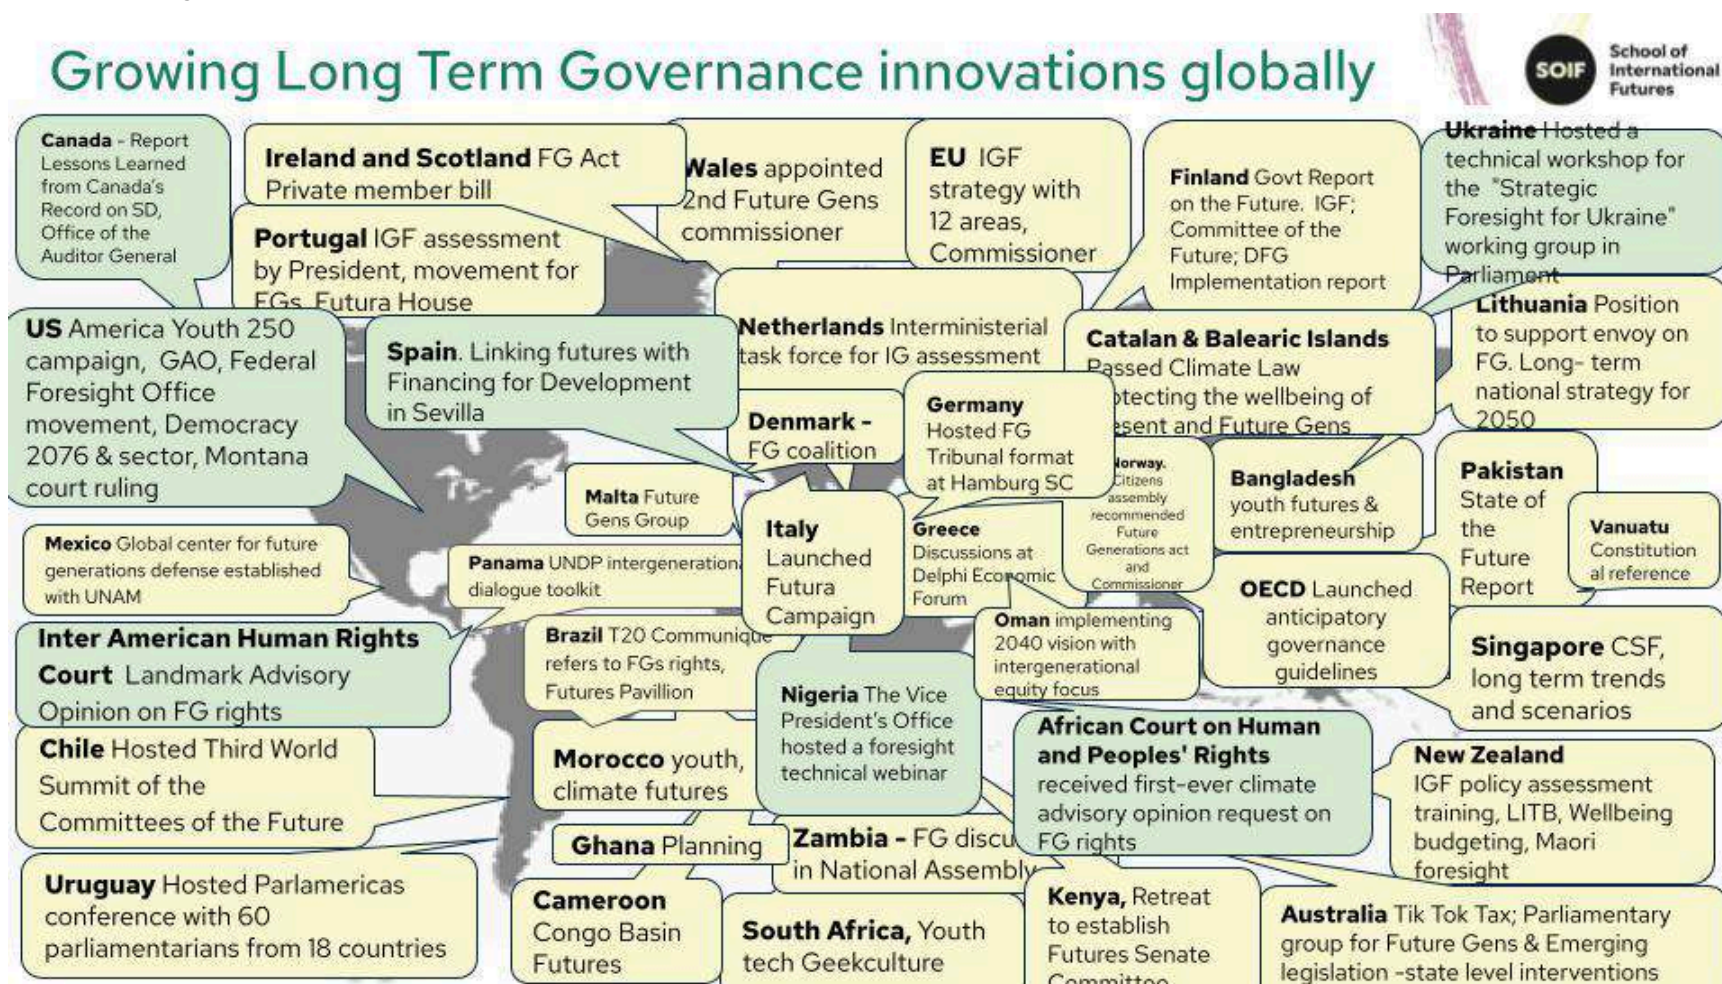 Growing Long Term Governance innovations globally
SOIF
School of
International
Futures
Canada - Report
Lessons Learned
from Canada's
Record on SD,
Office of the
Auditor General
Ireland and Scotland FG Act
Private member bill
Wales appointed
2nd Future Gens
commissioner
EU IGF
strategy with
12 areas,
Commissioner
Finland Govt Report
on the Future. IGF;
Committee of the
Future; DFG
Implementation report
Ukraine Hosted a
technical workshop for
the "Strategic
Foresight for Ukraine"
working group in
Parliament
Portugal IGF assessment
by President, movement for
FGs, Futura House
US America Youth 250
campaign, GAO, Federal
Foresight Office
movement, Democracy
2076 & sector, Montana
court ruling
Spain. Linking futures with
Financing for Development
in Sevilla
Netherlands Interministerial
task force for IG assessment
Catalan & Balearic Islands
Passed Climate Law
otecting the wellbeing of
esent and Future Gens
Lithuania Position
to support envoy on
FG. Long- term
national strategy for
2050
Denmark -
FG coalition
Germany
Hosted FG
Tribunal format
at Hamburg SC
Malta Future
Gens Group
Italy
Launched
Futura
Campaign
Greece
Discussions at
Delphi Economic
Forum
Norway.
Citizens
assembly
recommended
Future
Generations act
and
Commissioner
Bangladesh
youth futures &
entrepreneurship
Pakistan
State of
the
Future
Report
Vanuatu
Constitution
al reference
Mexico Global center for future
generations defense established
with UNAM
Panama UNDP intergenerationa
dialogue toolkit
OECD Launched
anticipatory
governance
guidelines
Inter American Human Rights
Court Landmark Advisory
Opinion on FG rights
Brazil T20 Communique
refers to FGs rights,
Futures Pavillion
Oman implementing
2040 vision with
intergenerational
equity focus
Singapore CSF,
long term trends
and scenarios
Nigeria The Vice
President's Office
hosted a foresight
technical webinar
Chile Hosted Third World
Summit of the
Committees of the Future
Morocco youth,
climate futures
African Court on Human
and Peoples' Rights
received first-ever climate
advisory opinion request on
FG rights
New Zealand
IGF policy assessment
training, LITB, Wellbeing
budgeting, Maori
foresight
Ghana Planning
Zambia - FG discu
in National Assembly
Uruguay Hosted Parlamericas
conference with 60
parliamentarians from 18 countries
Cameroon
Congo Basin
Futures
South Africa, Youth
tech Geekculture
Kenya, Retreat
to establish
Futures Senate
Committee
Australia Tik Tok Tax; Parliamentary
group for Future Gens & Emerging
legislation -state level interventions